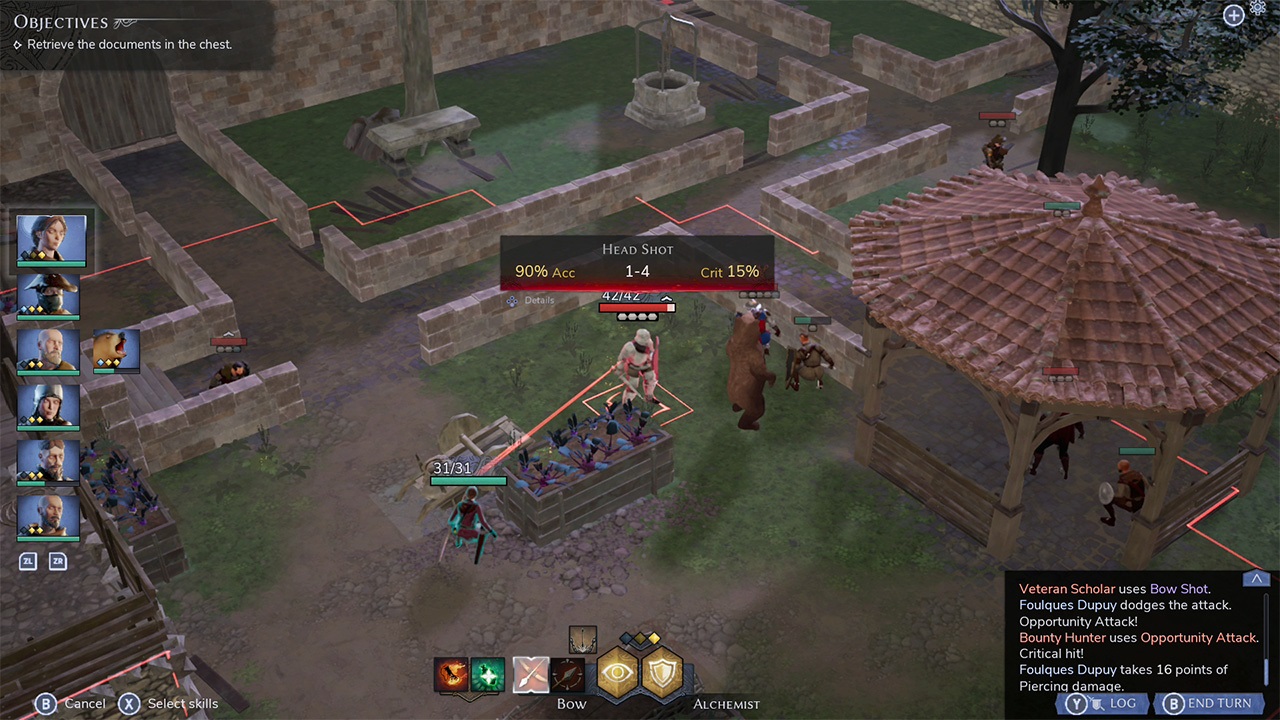 OBJECTIVES
Retrieve the documents in the chest.
HEAD SHOT
90% Acc 1-4 Crit 15%
Details
42/42
31/31
ZL ZR
Veteran Scholar uses Bow Shot.
Foulques Dupuy dodges the attack.
Opportunity Attack!
Bounty Hunter uses Opportunity Attack.
Critical hit!
Foulques Dupuy takes 16 points of
Piercing damage.
BOW
ALCHEMIST
B Cancel X Select skills
Y LOG B END TURN